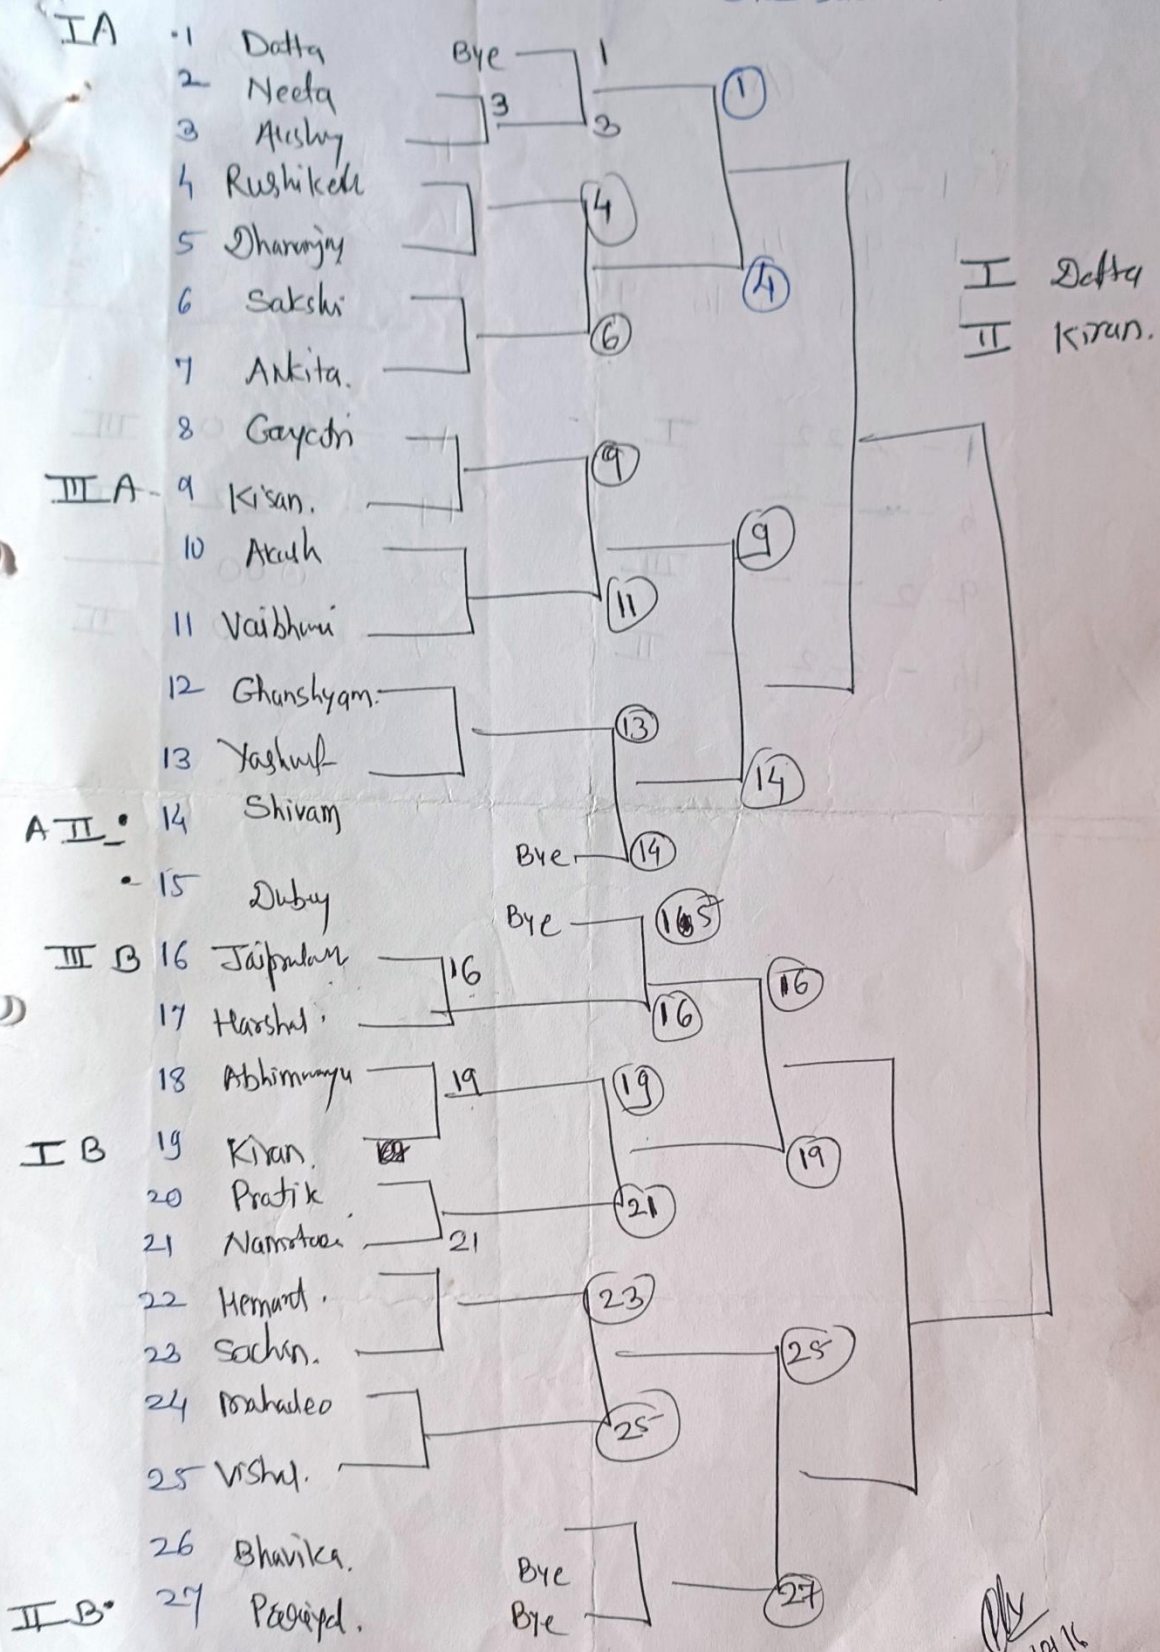 IA .1 Datta Bye 1 1
2 Neeta 3
3 Akshay 3
4 Rushikesh 4
5 Dhananjay 4
6 Sakshi 6 I Datta
7 Ankita. II Kiran.
8 Gayatri 9
III A - 9 Kisan. 9
10 Akash
11 Vaibhavi 11
12 Ghanshyam.
13 Yashwant 13
A II : 14 Shivam 14
Bye 14
. 15 Dubey Bye 15
III B 16 Jaiprakash 16 16
17 Harshal. 16
18 Abhimanyu 19 19
I B 19 Kiran. 19
20 Pratik 21
21 Namrata 21
22 Hemant. 23
23 Sachin. 25
24 Mahadeo 25
25 Vishal.
26 Bhavika. Bye
II B. 27 Bye 27